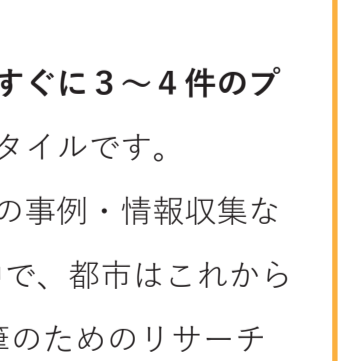 すぐに３〜４件のプ
タイルです。
の事例・情報収集な
で、都市はこれから
筆のためのリサーチ